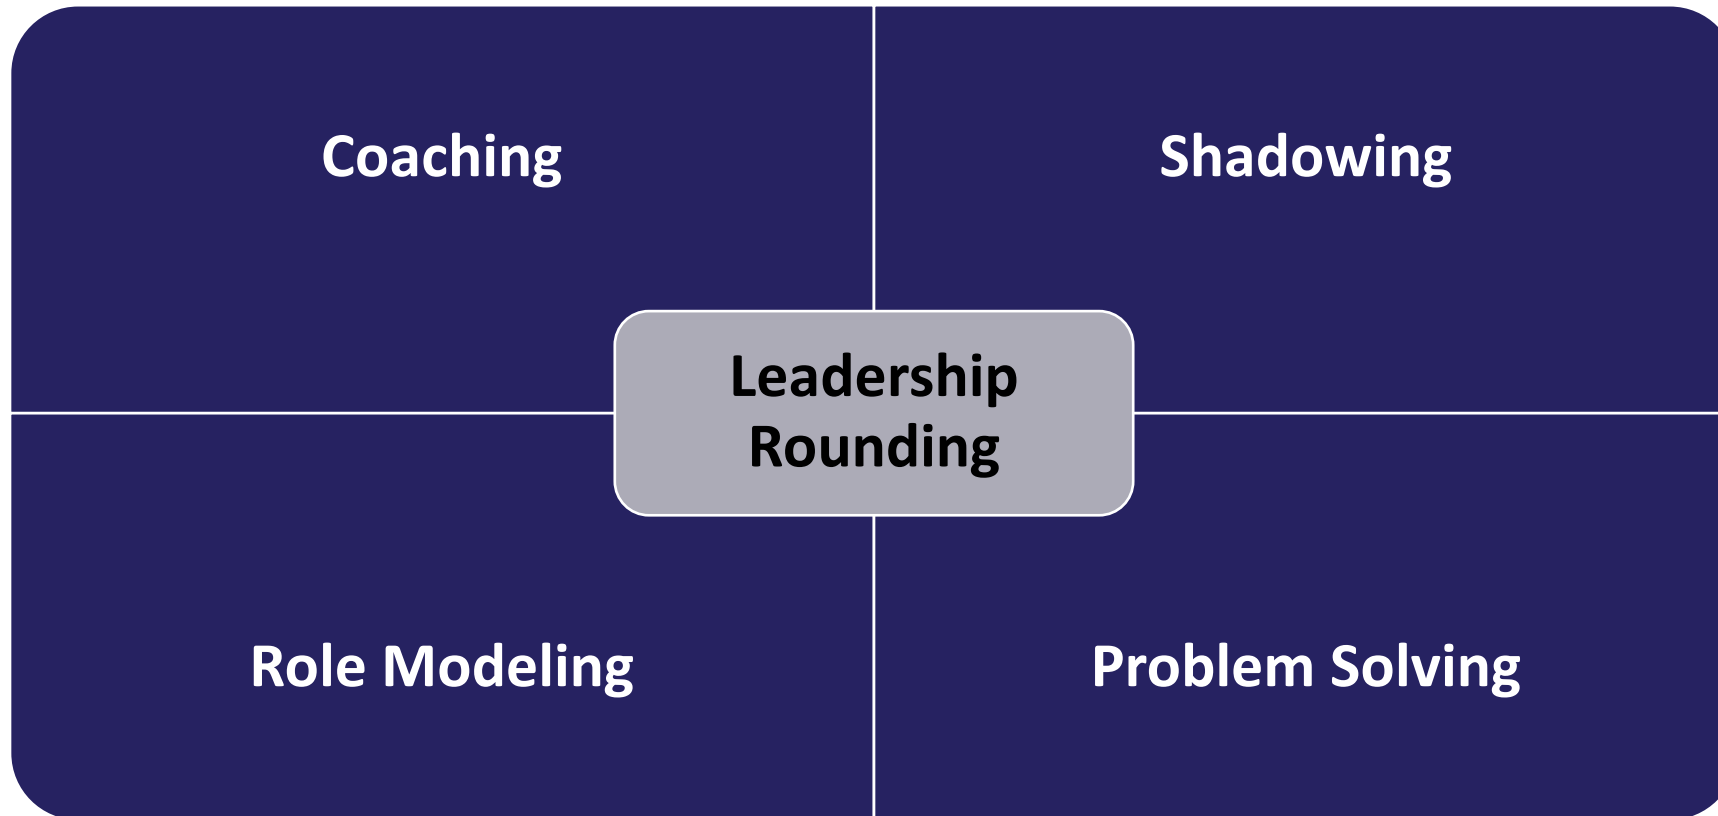 Coaching
Shadowing
Leadership
Rounding
Role Modeling
Problem Solving